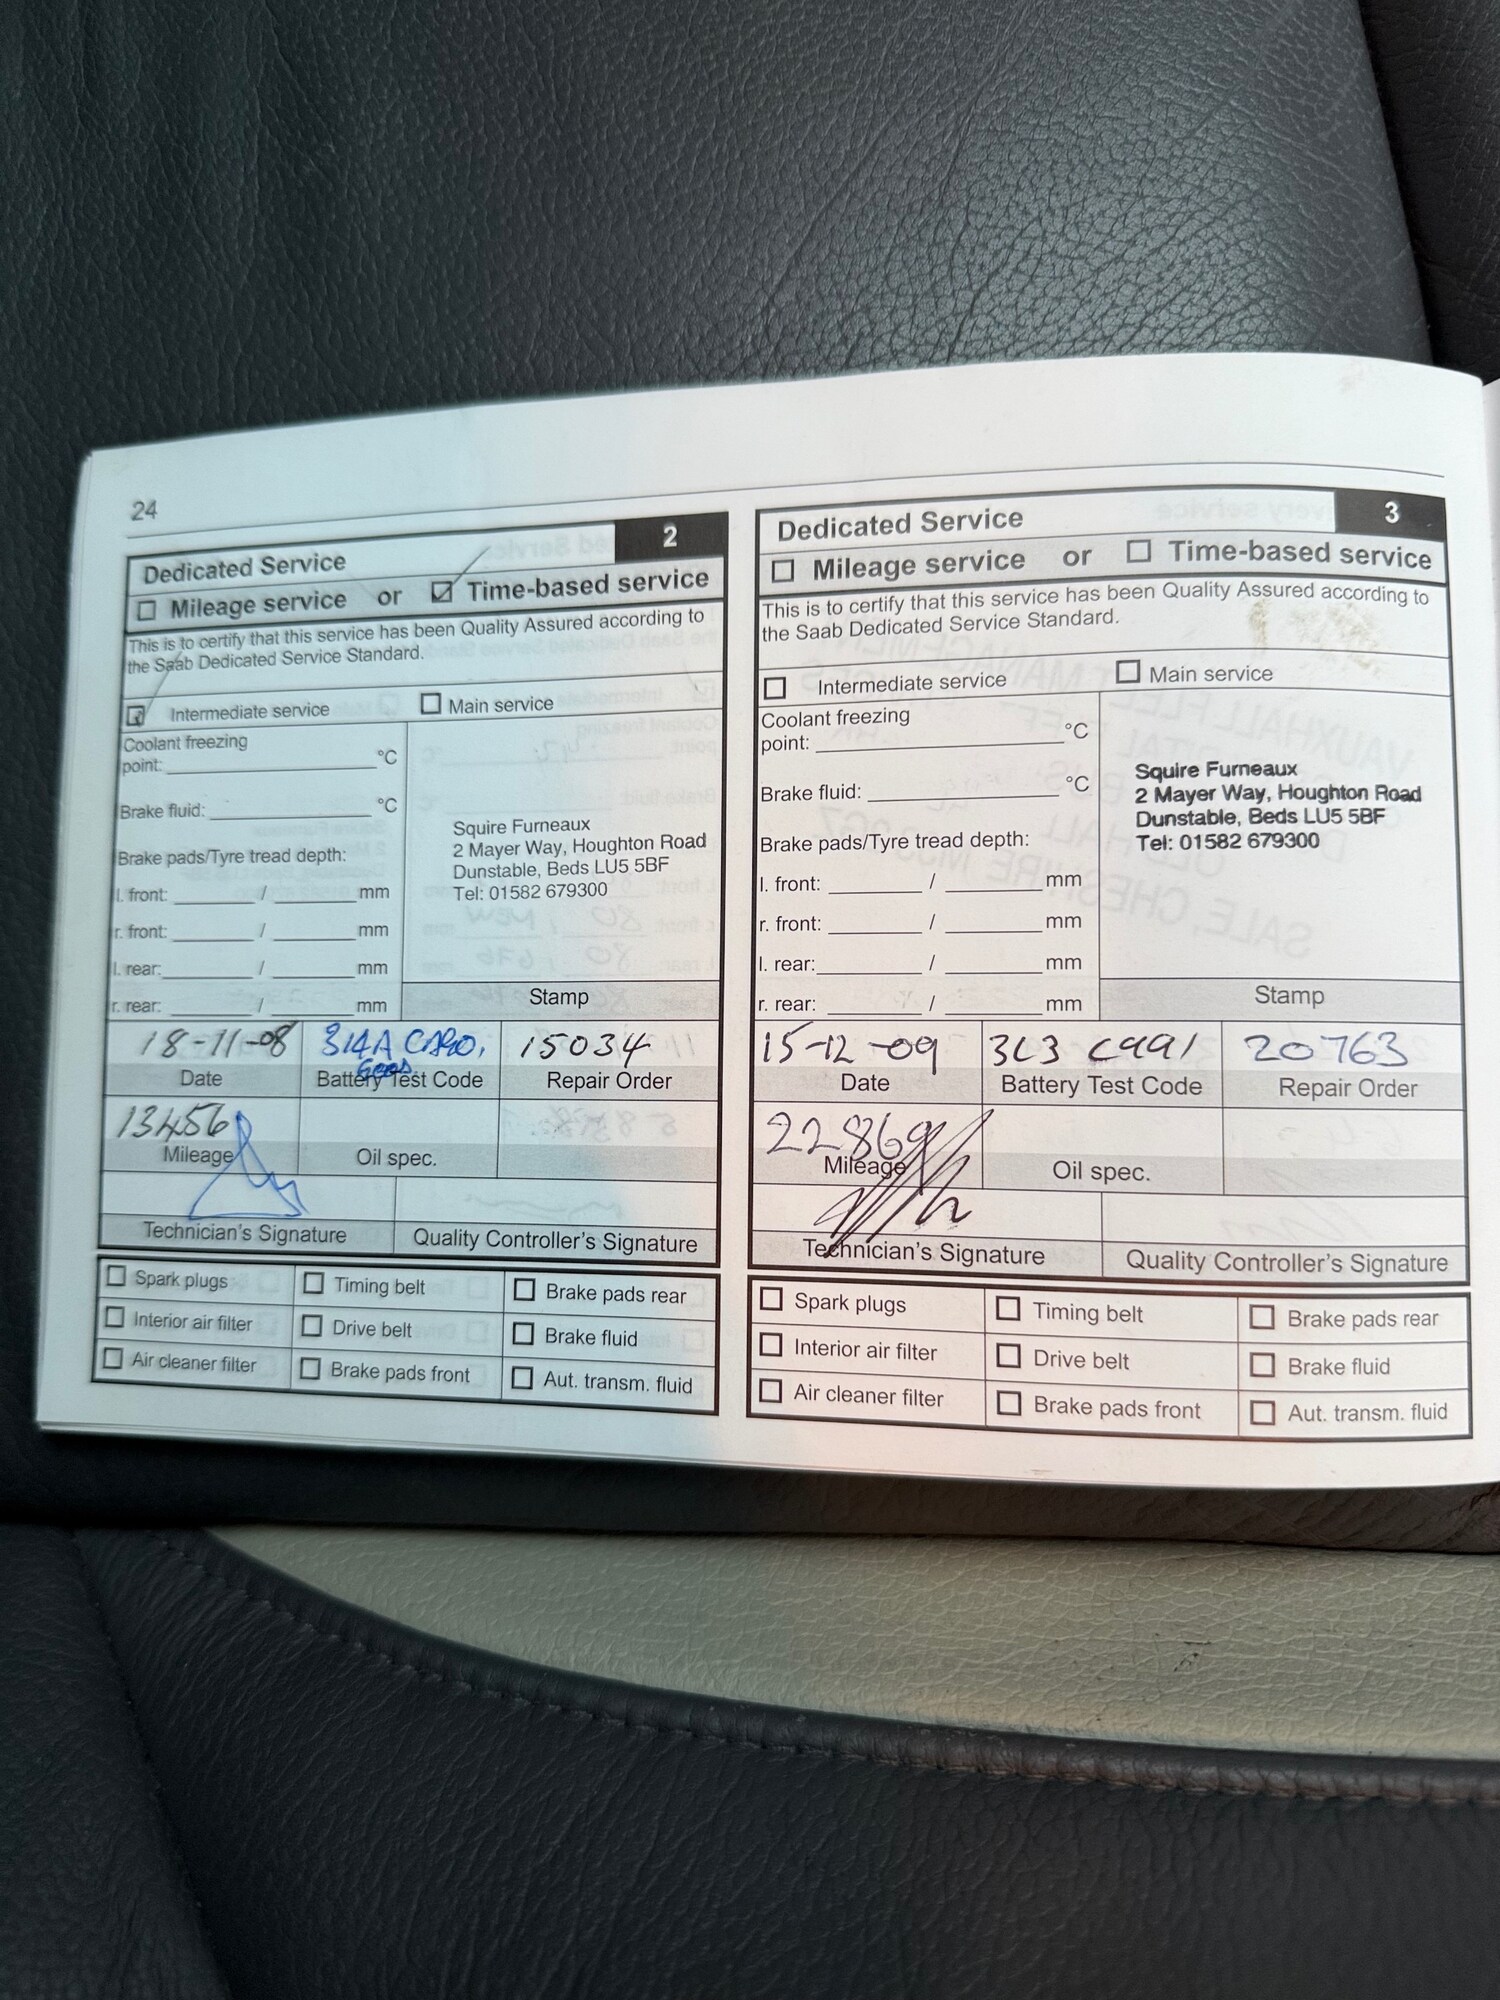 24
Dedicated Service 2
Mileage service or Time-based service
This is to certify that this service has been Quality Assured according to
the Saab Dedicated Service Standard.
Intermediate service Main service
Coolant freezing
point: °C
Brake fluid: °C
Brake pads/Tyre tread depth:
l. front: / mm
r. front: / mm
l. rear: / mm
r. rear: / mm
Squire Furneaux
2 Mayer Way, Houghton Road
Dunstable, Beds LU5 5BF
Tel: 01582 679300
Stamp
18-11-08 314A 15034
Date Battery Test Code Repair Order
13456
Mileage Oil spec.
Technician's Signature Quality Controller's Signature
Spark plugs Timing belt Brake pads rear
Interior air filter Drive belt Brake fluid
Air cleaner filter Brake pads front Aut. transm. fluid
Dedicated Service 3
Mileage service or Time-based service
This is to certify that this service has been Quality Assured according to
the Saab Dedicated Service Standard.
Intermediate service Main service
Coolant freezing
point: °C
Brake fluid: °C
Brake pads/Tyre tread depth:
l. front: / mm
r. front: / mm
l. rear: / mm
r. rear: / mm
Squire Furneaux
2 Mayer Way, Houghton Road
Dunstable, Beds LU5 5BF
Tel: 01582 679300
Stamp
15-12-09 3L3 C991 20763
Date Battery Test Code Repair Order
22869
Mileage Oil spec.
Technician's Signature Quality Controller's Signature
Spark plugs Timing belt Brake pads rear
Interior air filter Drive belt Brake fluid
Air cleaner filter Brake pads front Aut. transm. fluid